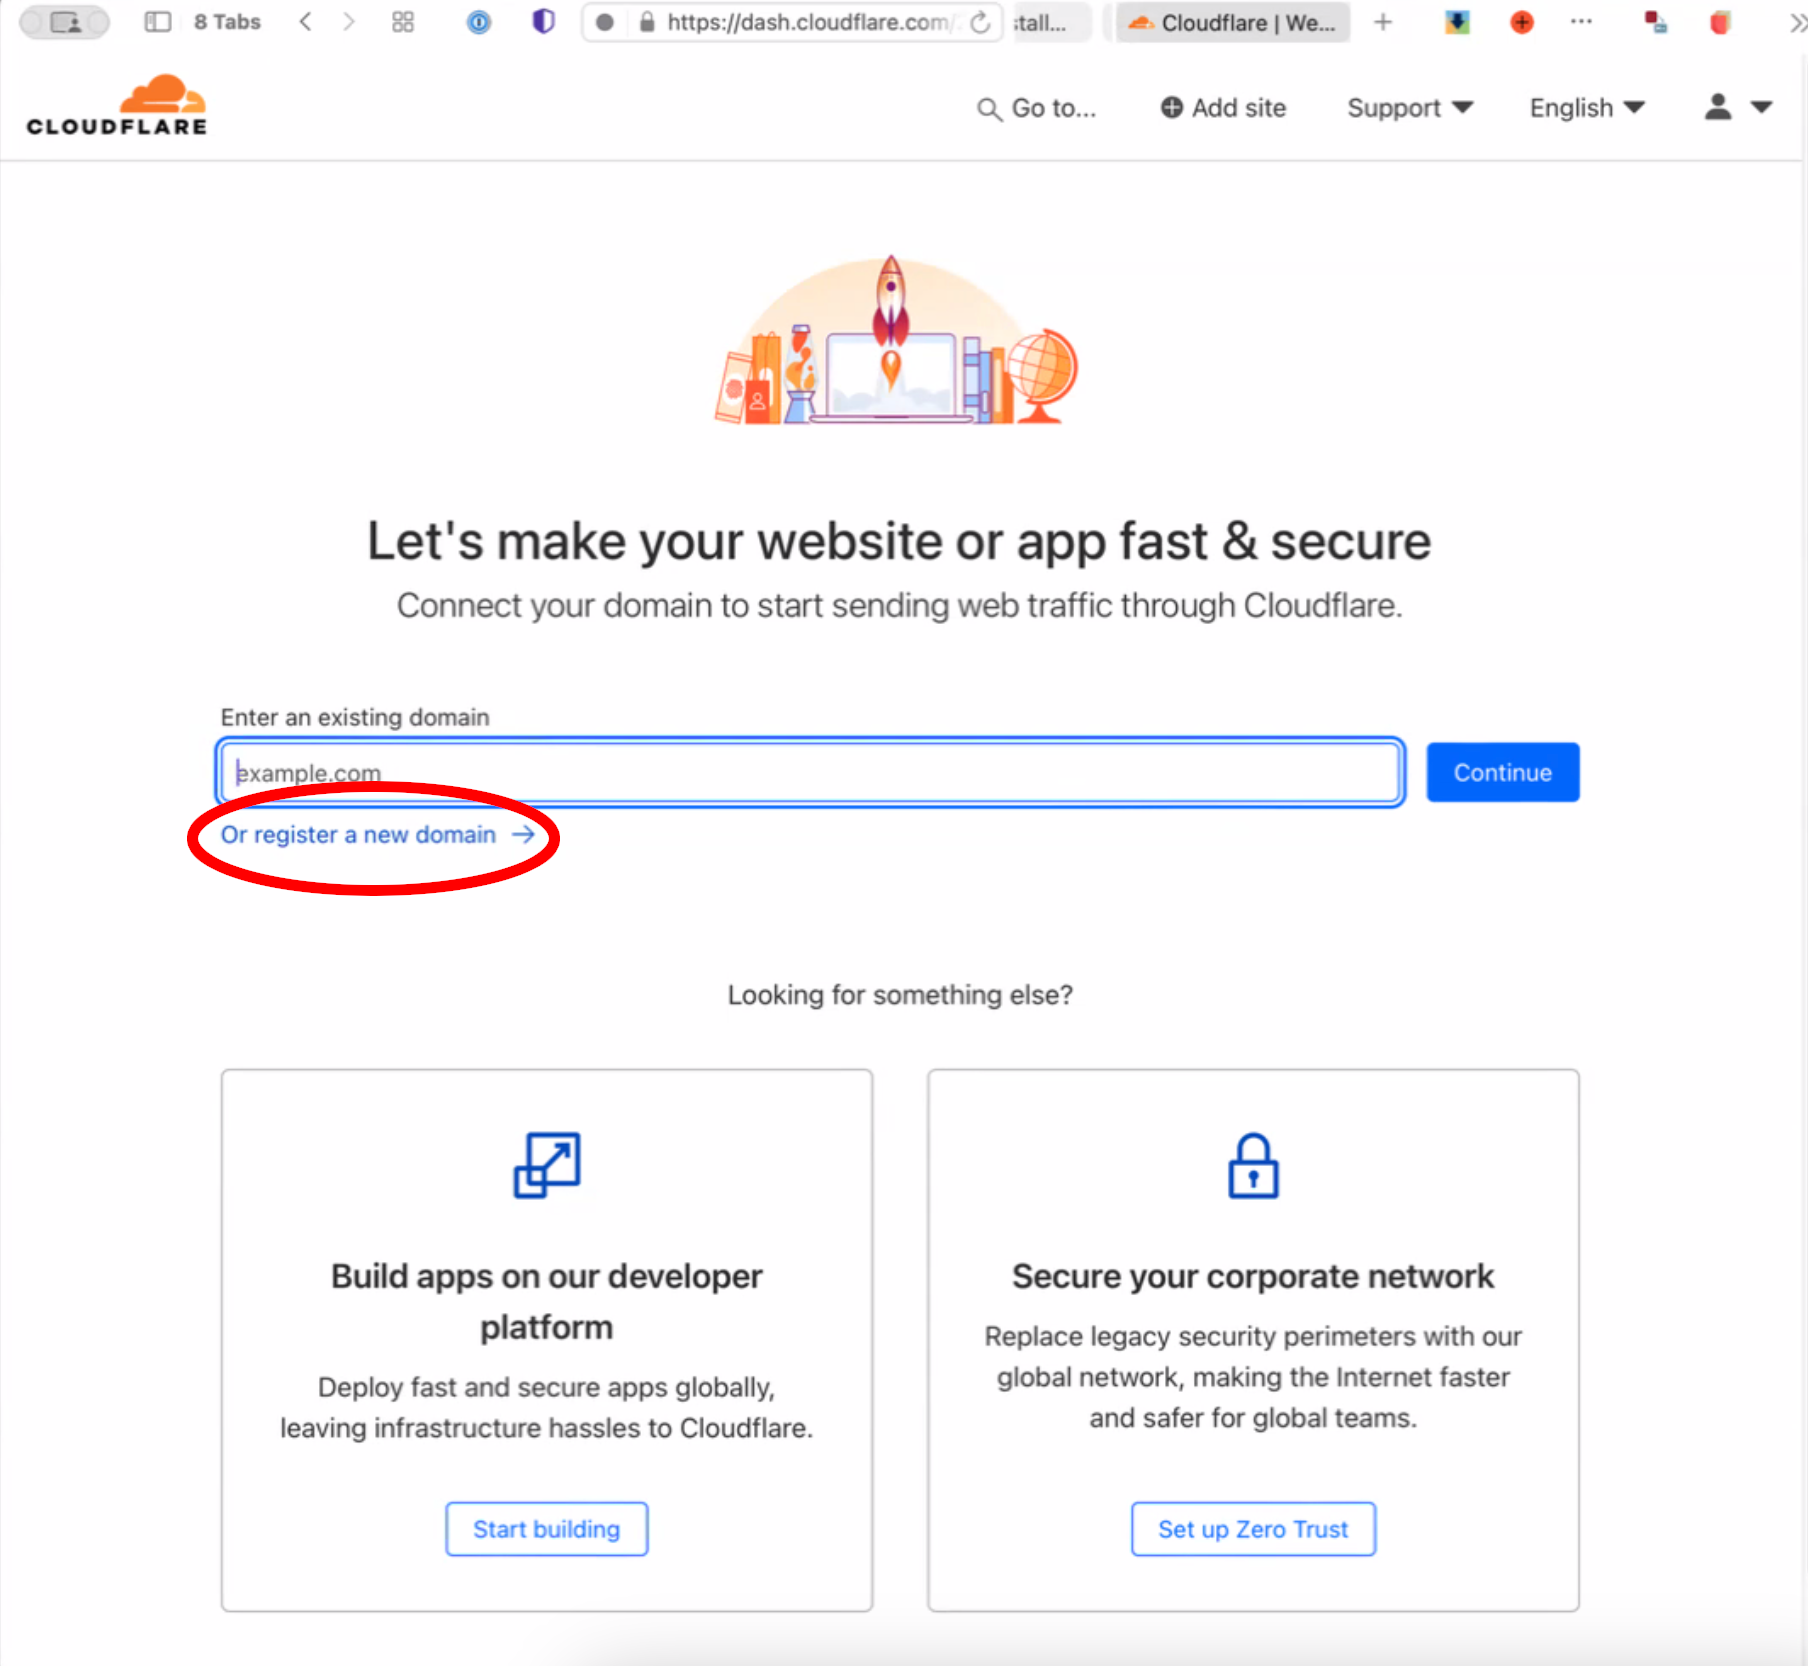 8 Tabs
https://dash.cloudflare.com/
stall...
Cloudflare | We...
CLOUDFLARE
Go to...
Add site
Support
English
Let's make your website or app fast & secure
Connect your domain to start sending web traffic through Cloudflare.
Enter an existing domain
example.com
Continue
Or register a new domain →
Looking for something else?
Build apps on our developer
platform
Deploy fast and secure apps globally,
leaving infrastructure hassles to Cloudflare.
Start building
Secure your corporate network
Replace legacy security perimeters with our
global network, making the Internet faster
and safer for global teams.
Set up Zero Trust